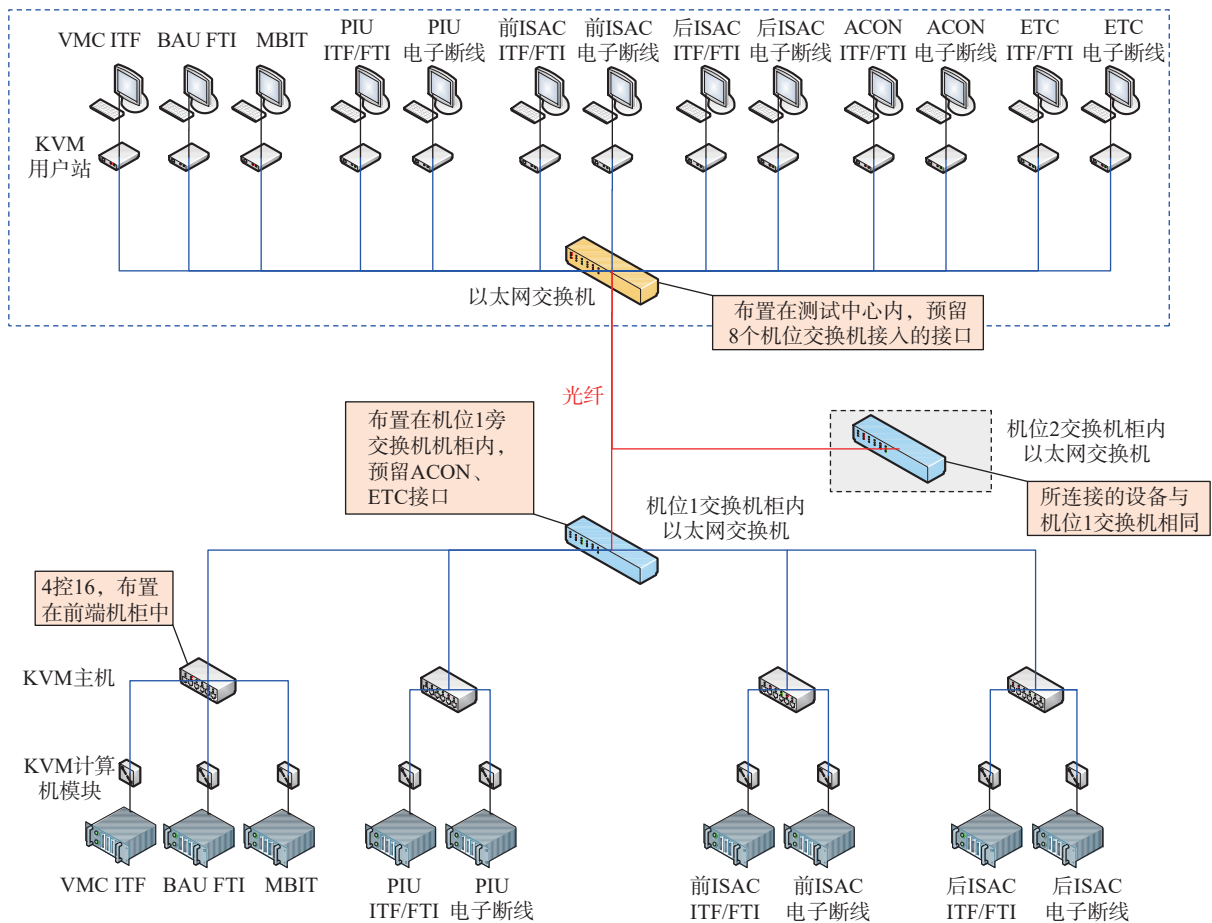 VMC ITF
BAU FTI
MBIT
PIU
ITF/FTI
PIU
电子断线
前ISAC
ITF/FTI
前ISAC
电子断线
后ISAC
ITF/FTI
后ISAC
电子断线
ACON
ITF/FTI
ACON
电子断线
ETC
ITF/FTI
ETC
电子断线
KVM
用户站
以太网交换机
布置在测试中心内，预留
8个机位交换机接入的接口
光纤
布置在机位1旁
交换机机柜内，
预留ACON、
ETC接口
机位2交换机柜内
以太网交换机
所连接的设备与
机位1交换机相同
机位1交换机柜内
以太网交换机
4控16，布置
在前端机柜中
KVM主机
KVM计算
机模块
VMC ITF
BAU FTI
MBIT
PIU
ITF/FTI
PIU
电子断线
前ISAC
ITF/FTI
前ISAC
电子断线
后ISAC
ITF/FTI
后ISAC
电子断线